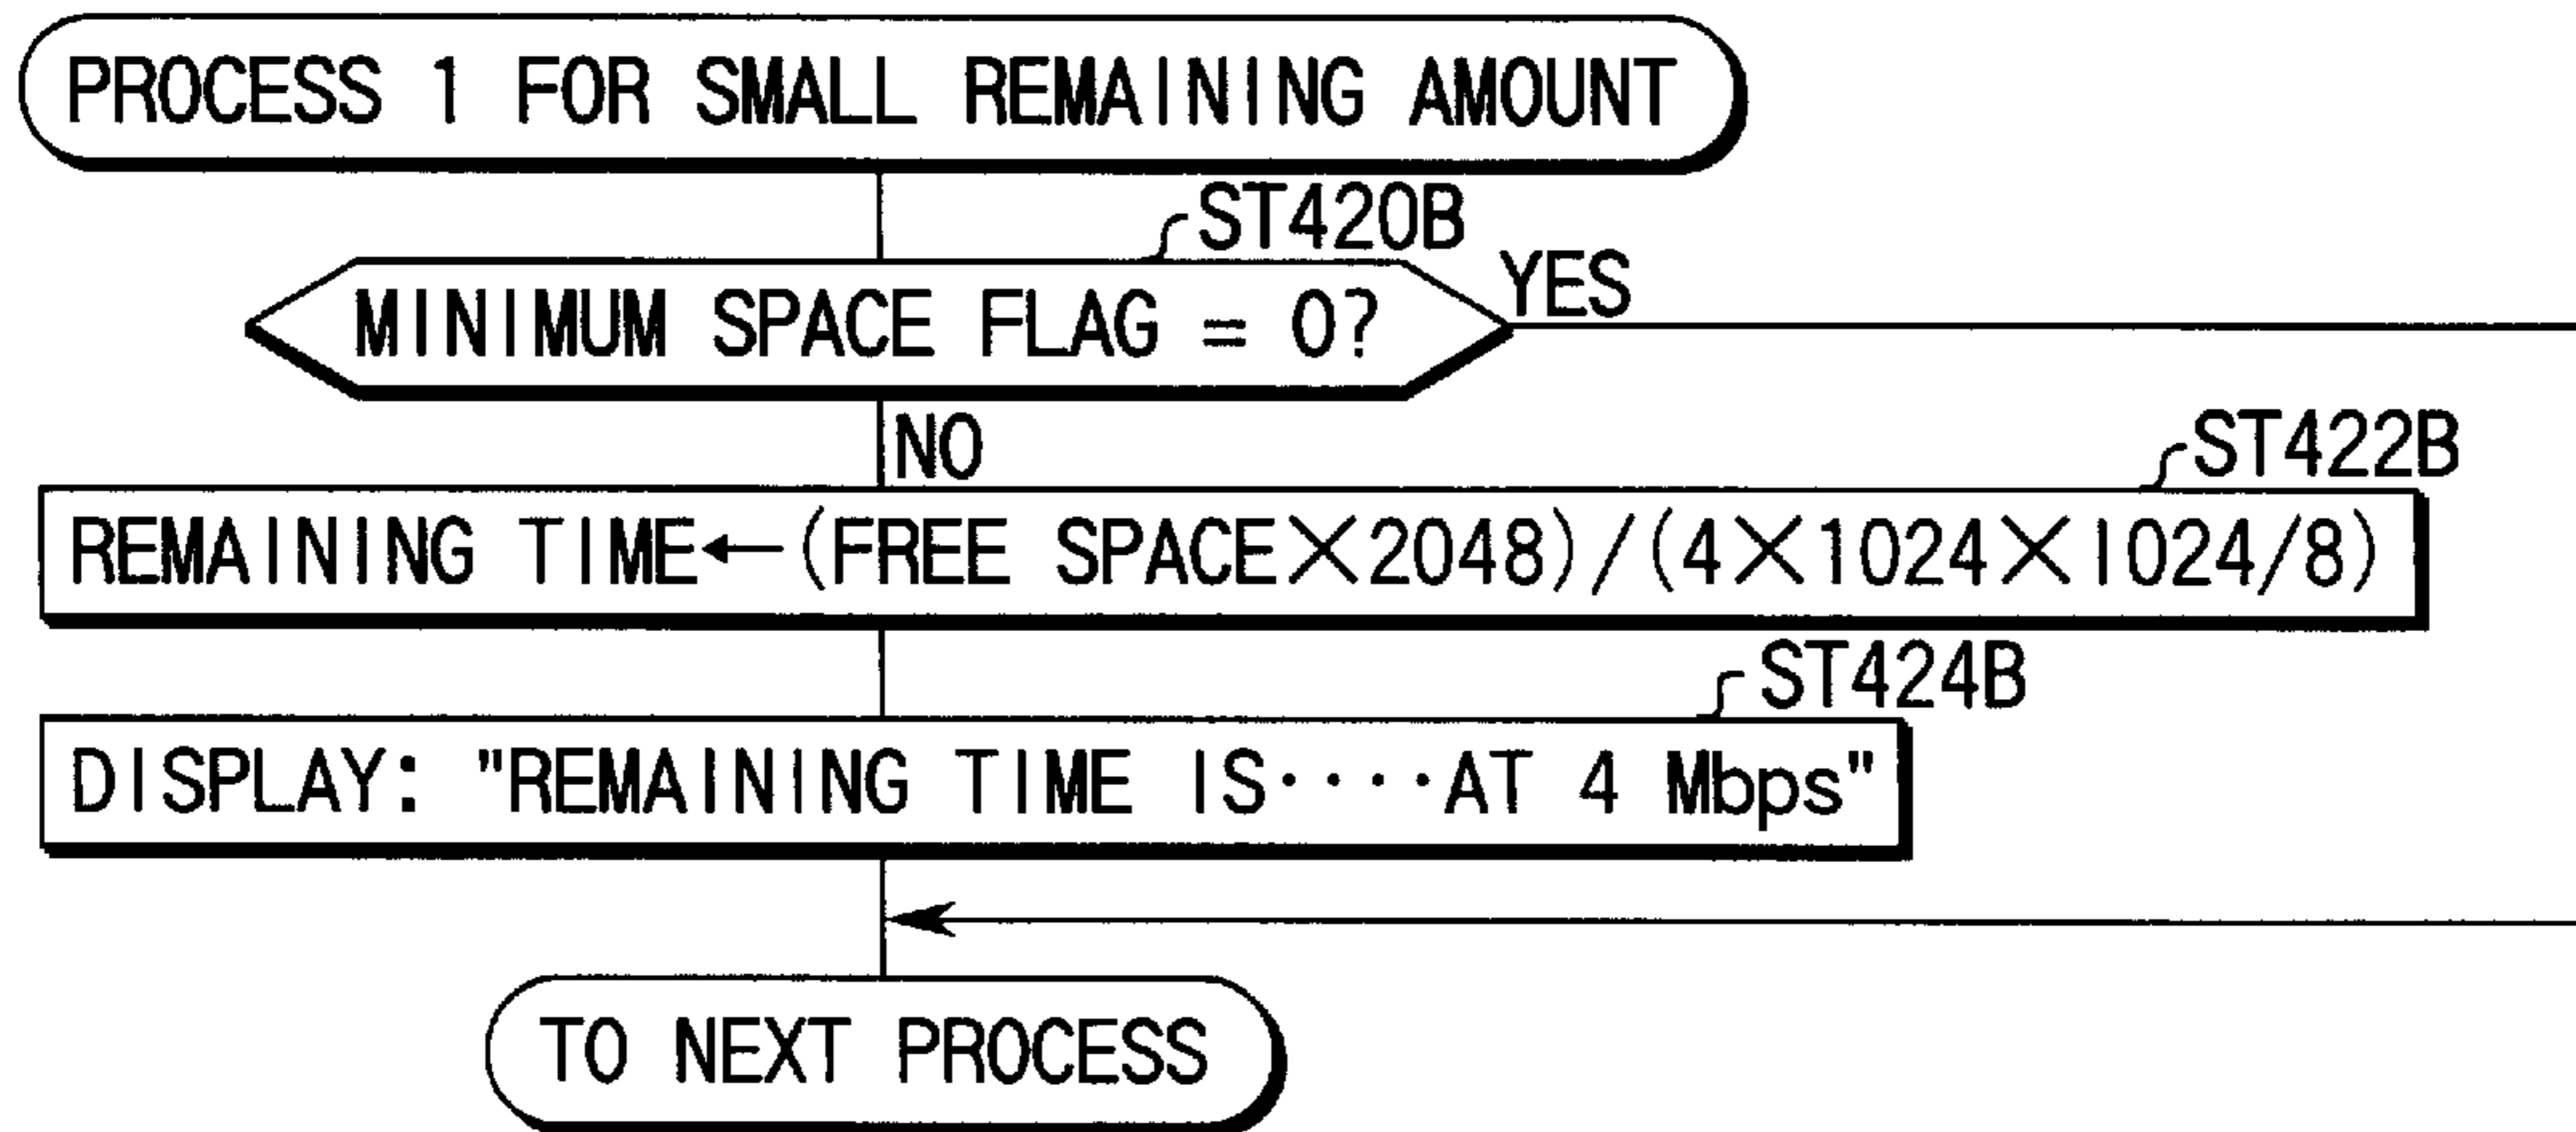 PROCESS 1 FOR SMALL REMAINING AMOUNT
ST420B
MINIMUM SPACE FLAG = 0?
YES
NO
ST422B
REMAINING TIME←(FREE SPACE×2048)/(4×1024×1024/8)
ST424B
DISPLAY: "REMAINING TIME IS····AT 4 Mbps"
TO NEXT PROCESS